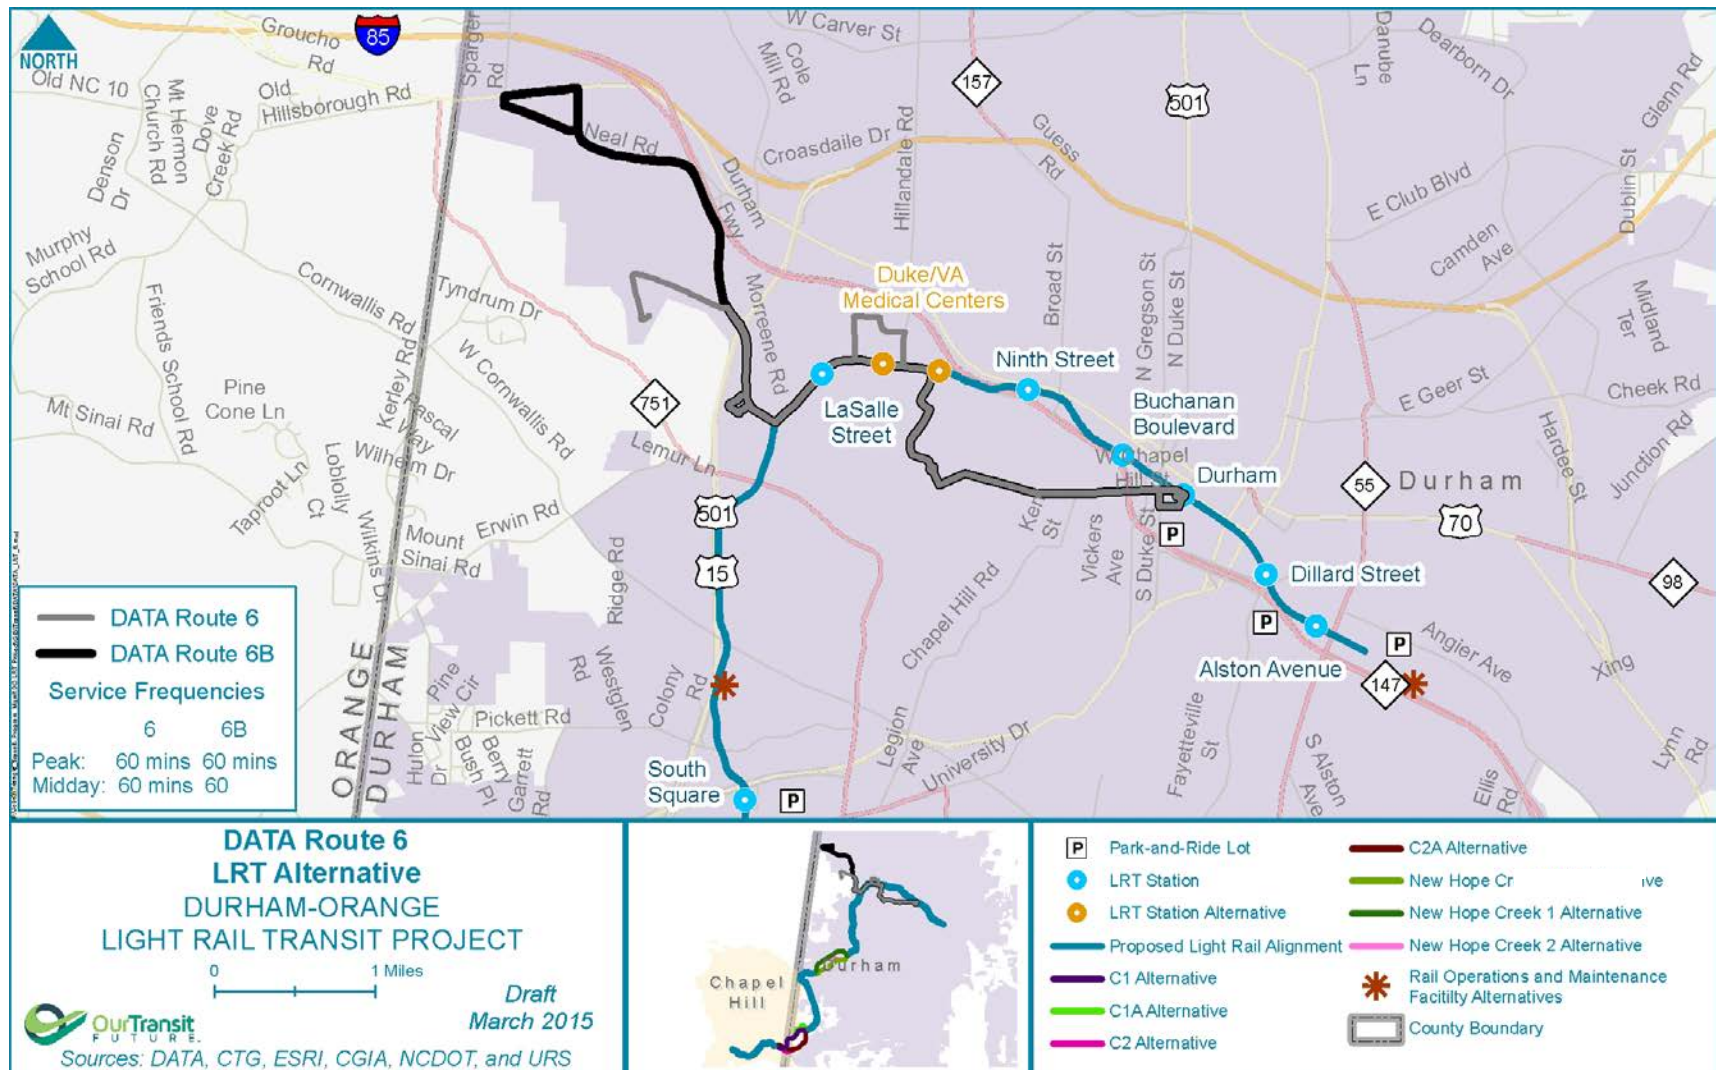 NORTH
85
Groucho
Rd
Sparger
Rd
Old NC 10
Mt Hermon
Church Rd
Dove
Creek Rd
Old
Hillsborough Rd
Denson
Dr
Murphy
School Rd
Friends School Rd
Cornwallis Rd
Tyndrum Dr
W Cornwallis Rd
Kerley Rd
Pascal
Way
Wilhelm Dr
Pine
Cone Ln
Mt Sinai Rd
Taproot Ln
Loblolly
Ct
Wilkins Dr
Mount
Sinai Rd
Erwin Rd
Neal Rd
W Carver St
Cole
Mill Rd
157
501
Danube
Ln
Dearborn Dr
Glenn Rd
Croasdaile Dr
Hillandale Rd
Guess
Rd
Durham
Fwy
Morreene Rd
E Club Blvd
Dublin St
Camden
Ave
Midland
Ter
Duke/VA
Medical Centers
Broad St
N Gregson St
N Duke St
Ninth Street
LaSalle
Street
Buchanan
Boulevard
W Chapel
Hill St
Durham
E Geer St
Cheek Rd
Hardee St
Junction Rd
751
Lemur Ln
501
15
55
Durham
70
98
Ridge Rd
Vickers
Ave
S Duke St
P
Dillard Street
Chapel Hill Rd
P
P
Angier Ave
Alston Avenue
147
Xing
Westglen
Rd
Colony
Rd
Legion
Ave
University Dr
Fayetteville
St
S Alston
Ave
Ellis
Rd
Lynn
Rd
South
Square
P
ORANGE
DURHAM
Hulon
Dr
Pine
View Cir
Pickett Rd
Berry
Bush Pl
Garrett
Rd
DATA Route 6
DATA Route 6B
Service Frequencies
6 6B
Peak: 60 mins 60 mins
Midday: 60 mins 60
DATA Route 6
LRT Alternative
DURHAM-ORANGE
LIGHT RAIL TRANSIT PROJECT
0 1 Miles
Draft
March 2015
OurTransit
FUTURE
Sources: DATA, CTG, ESRI, CGIA, NCDOT, and URS
Chapel
Hill
Durham
P Park-and-Ride Lot
LRT Station
LRT Station Alternative
Proposed Light Rail Alignment
C1 Alternative
C1A Alternative
C2 Alternative
C2A Alternative
New Hope Cr ve
New Hope Creek 1 Alternative
New Hope Creek 2 Alternative
Rail Operations and Maintenance
Facility Alternatives
County Boundary